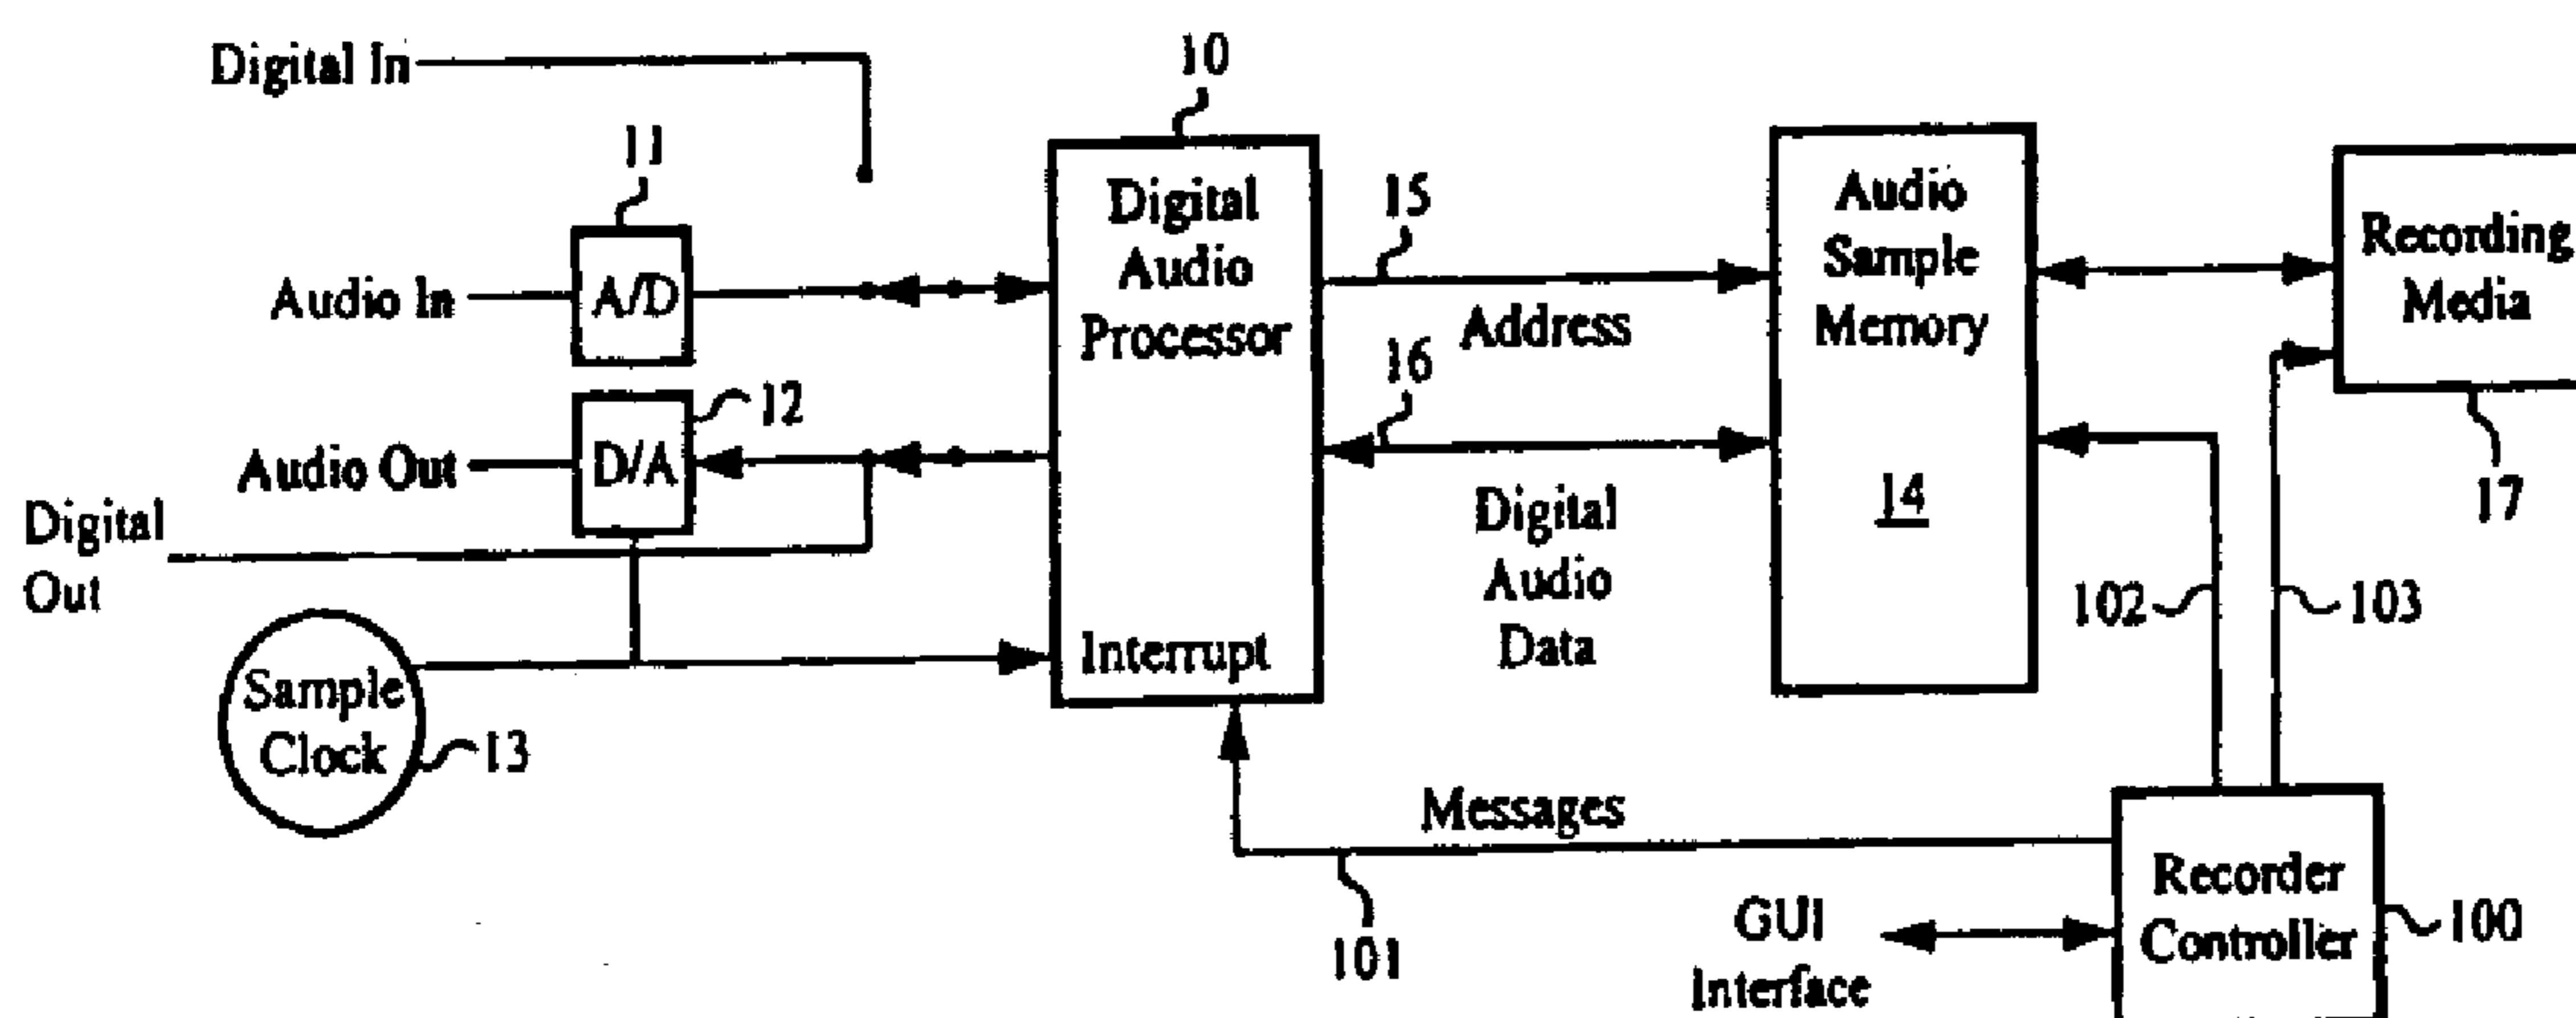 Digital In
10
11
Digital
Audio
Processor
15
Audio
Sample
Memory
Recording
Media
Audio In
A/D
Address
16
12
Audio Out
D/A
14
17
Digital
Out
Digital
Audio
Data
102
103
Interrupt
Sample
Clock
13
Messages
Recorder
Controller
100
GUI
Interface
101